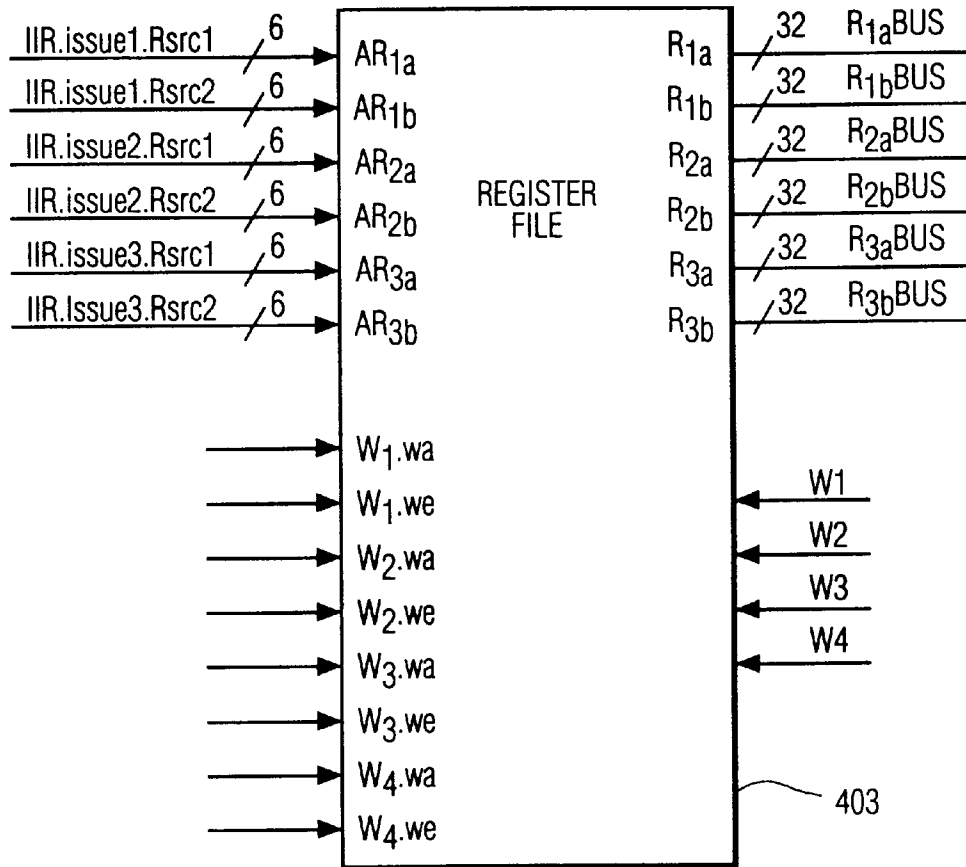 IIR.issue1.Rsrc1 6 AR1a R1a 32 R1aBUS
IIR.issue1.Rsrc2 6 AR1b R1b 32 R1bBUS
IIR.issue2.Rsrc1 6 AR2a R2a 32 R2aBUS
IIR.issue2.Rsrc2 6 AR2b R2b 32 R2bBUS
IIR.issue3.Rsrc1 6 AR3a R3a 32 R3aBUS
IIR.Issue3.Rsrc2 6 AR3b R3b 32 R3bBUS
REGISTER
FILE
W1.wa
W1.we
W2.wa
W2.we
W3.wa
W3.we
W4.wa
W4.we
W1
W2
W3
W4
403